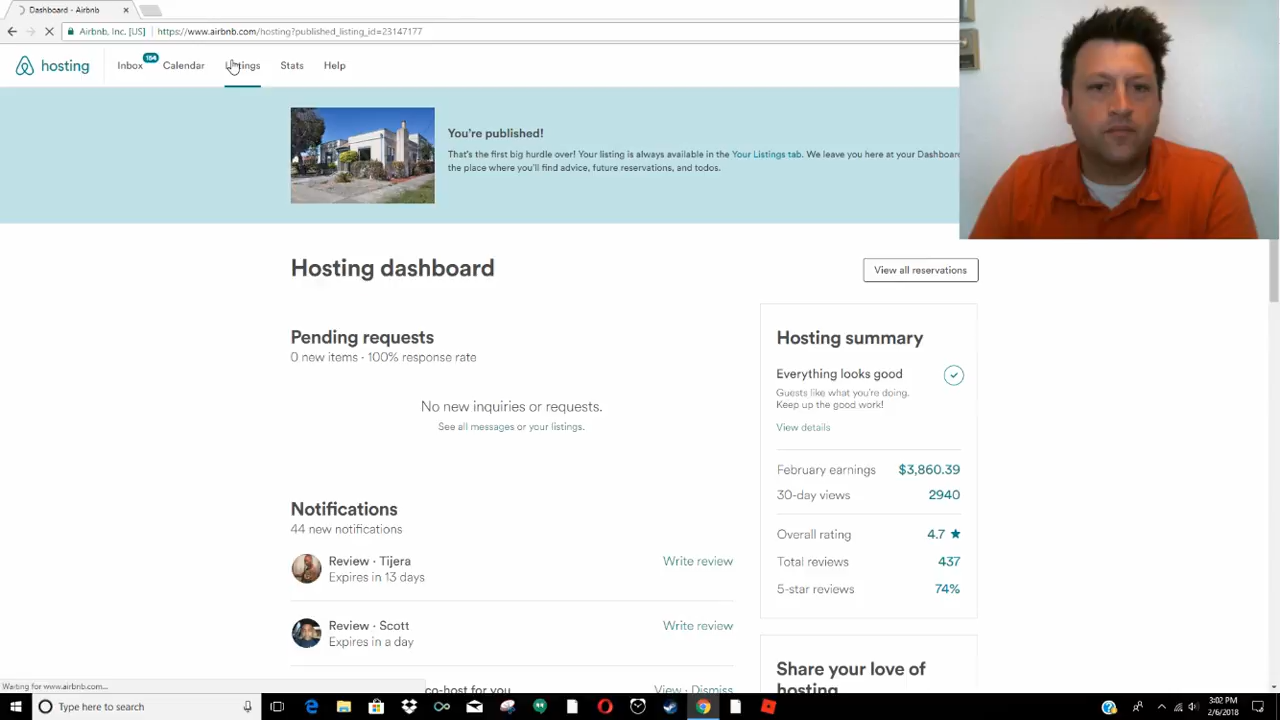 Dashboard - Airbnb
Airbnb, Inc. [US] https://www.airbnb.com/hosting?published_listing_id=23147177
hosting Inbox 184 Calendar Listings Stats Help
You're published!
That's the first big hurdle over! Your listing is always available in the Your Listings tab. We leave you here at your Dashboard
the place where you'll find advice, future reservations, and todos.
Hosting dashboard
View all reservations
Pending requests
0 new items · 100% response rate
No new inquiries or requests.
See all messages or your listings.
Notifications
44 new notifications
Review · Tijera
Expires in 13 days
Write review
Review · Scott
Expires in a day
Write review
co-host for you
View · Dismiss
Hosting summary
Everything looks good
Guests like what you're doing.
Keep up the good work!
View details
February earnings $3,860.39
30-day views 2940
Overall rating 4.7 ★
Total reviews 437
5-star reviews 74%
Share your love of
hosting
Waiting for www.airbnb.com...
Type here to search
3:02 PM
2/6/2018